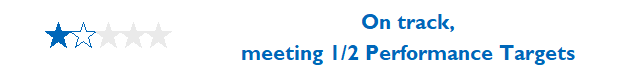 On track,
meeting 1/2 Performance Targets